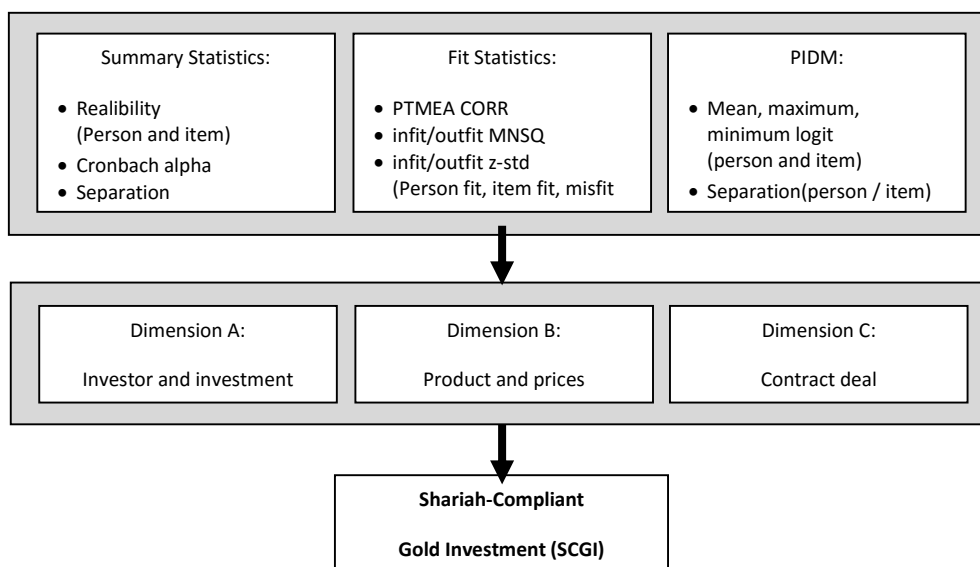 Summary Statistics:
• Realibility
(Person and item)
• Cronbach alpha
• Separation
Fit Statistics:
• PTMEA CORR
• infit/outfit MNSQ
• infit/outfit z-std
(Person fit, item fit, misfit
PIDM:
• Mean, maximum,
minimum logit
(person and item)
• Separation(person / item)
Dimension A:
Investor and investment
Dimension B:
Product and prices
Dimension C:
Contract deal
Shariah-Compliant
Gold Investment (SCGI)